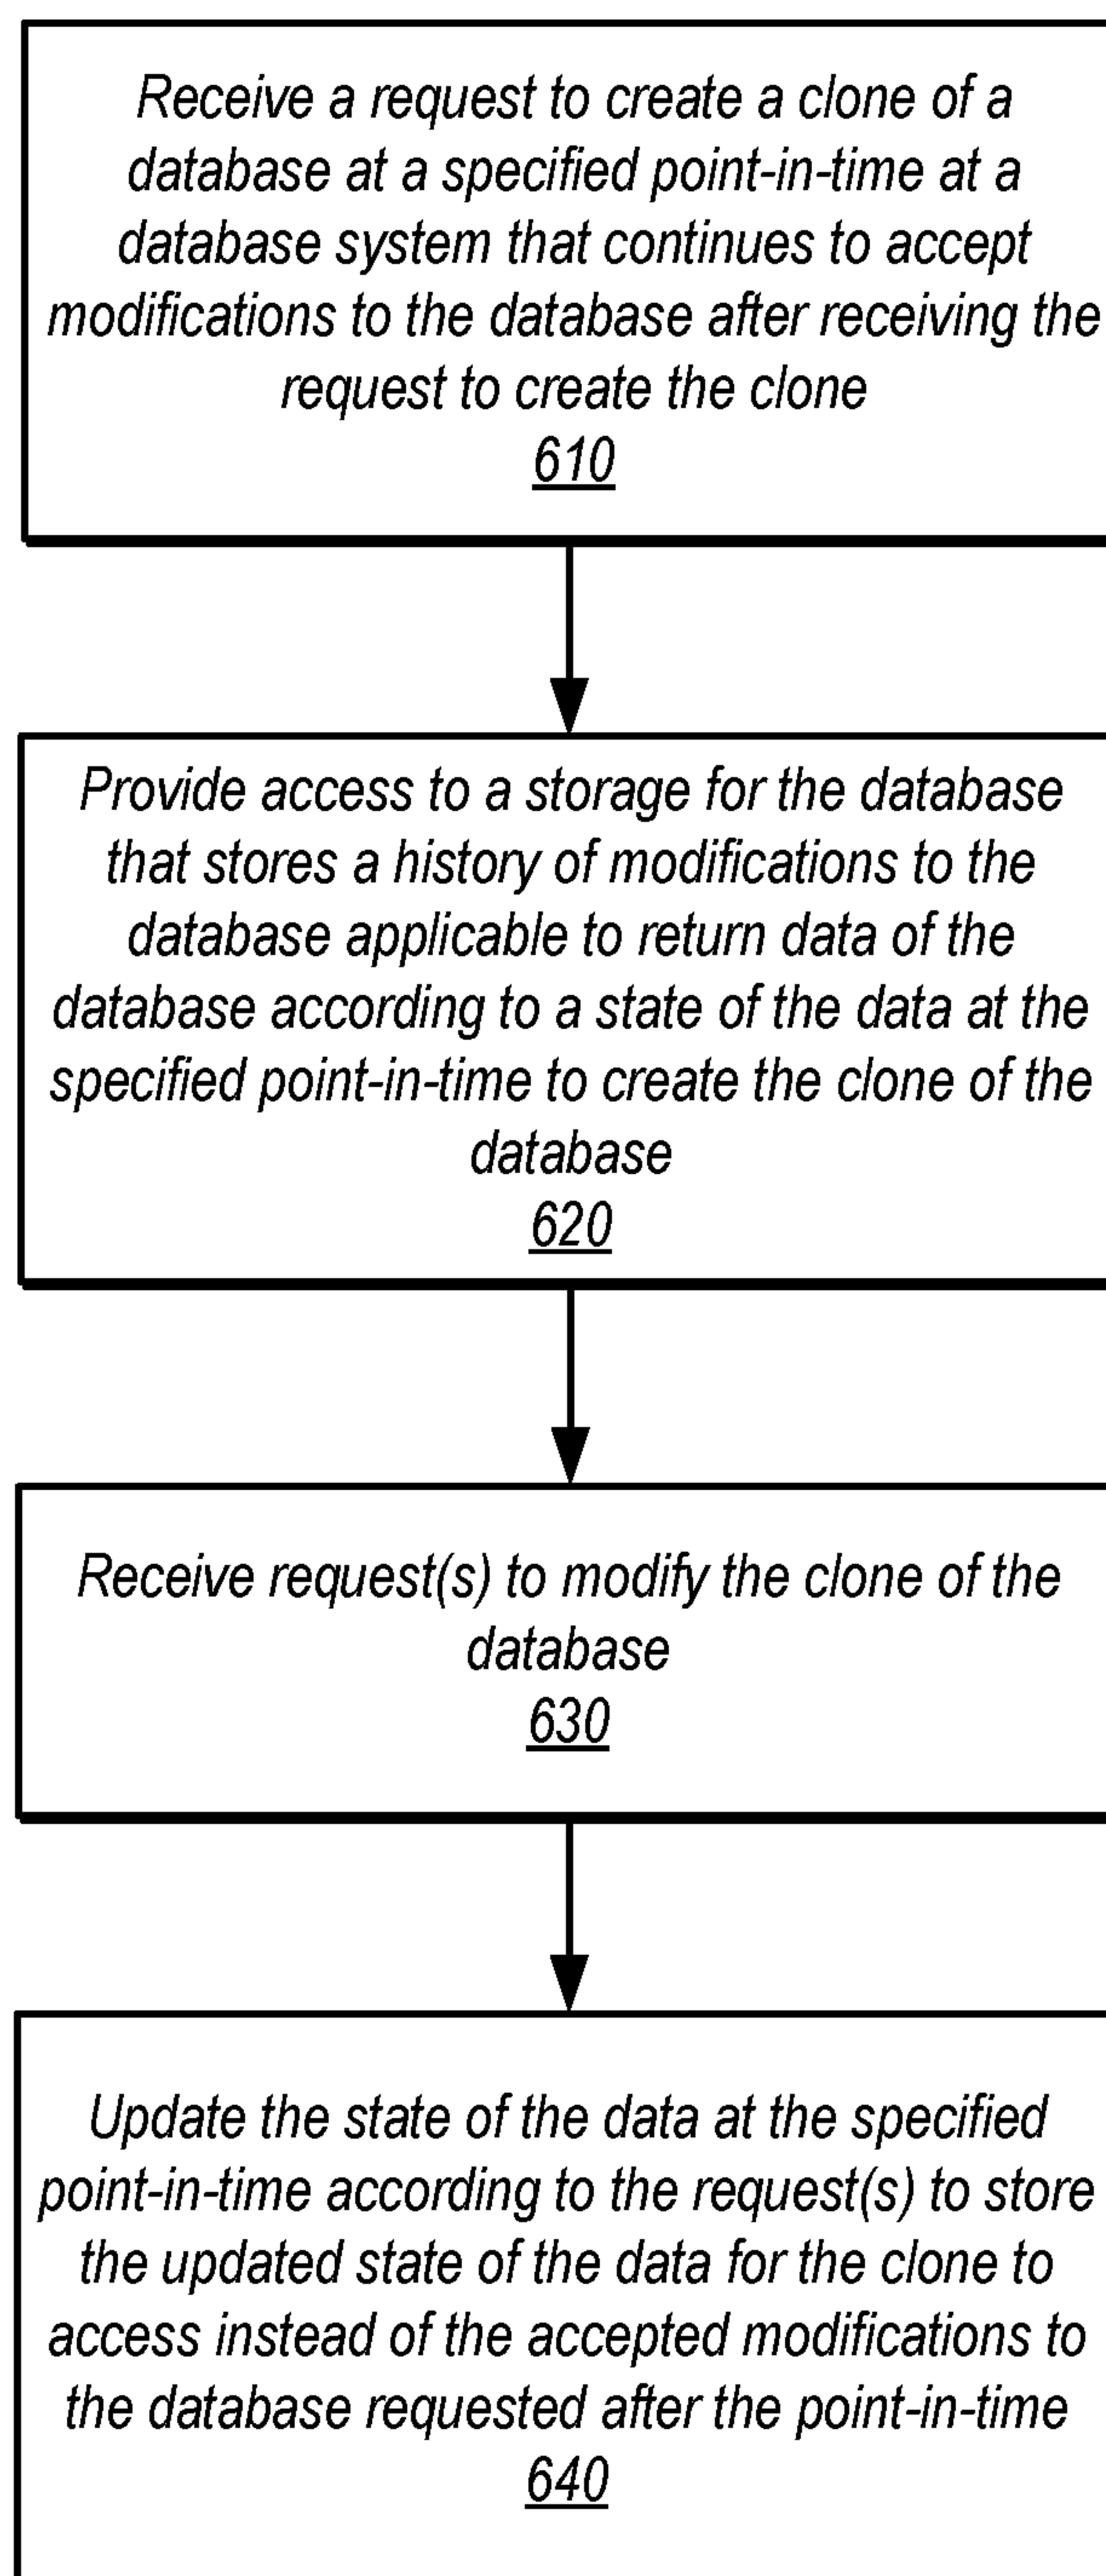 Receive a request to create a clone of a
database at a specified point-in-time at a
database system that continues to accept
modifications to the database after receiving the
request to create the clone
610
Provide access to a storage for the database
that stores a history of modifications to the
database applicable to return data of the
database according to a state of the data at the
specified point-in-time to create the clone of the
database
620
Receive request(s) to modify the clone of the
database
630
Update the state of the data at the specified
point-in-time according to the request(s) to store
the updated state of the data for the clone to
access instead of the accepted modifications to
the database requested after the point-in-time
640